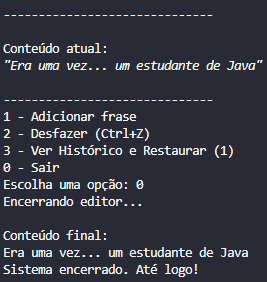 ------------------------------
Conteúdo atual:
"Era uma vez... um estudante de Java"
------------------------------
1 - Adicionar frase
2 - Desfazer (Ctrl+Z)
3 - Ver Histórico e Restaurar (1)
0 - Sair
Escolha uma opção: 0
Encerrando editor...
Conteúdo final:
Era uma vez... um estudante de Java
Sistema encerrado. Até logo!